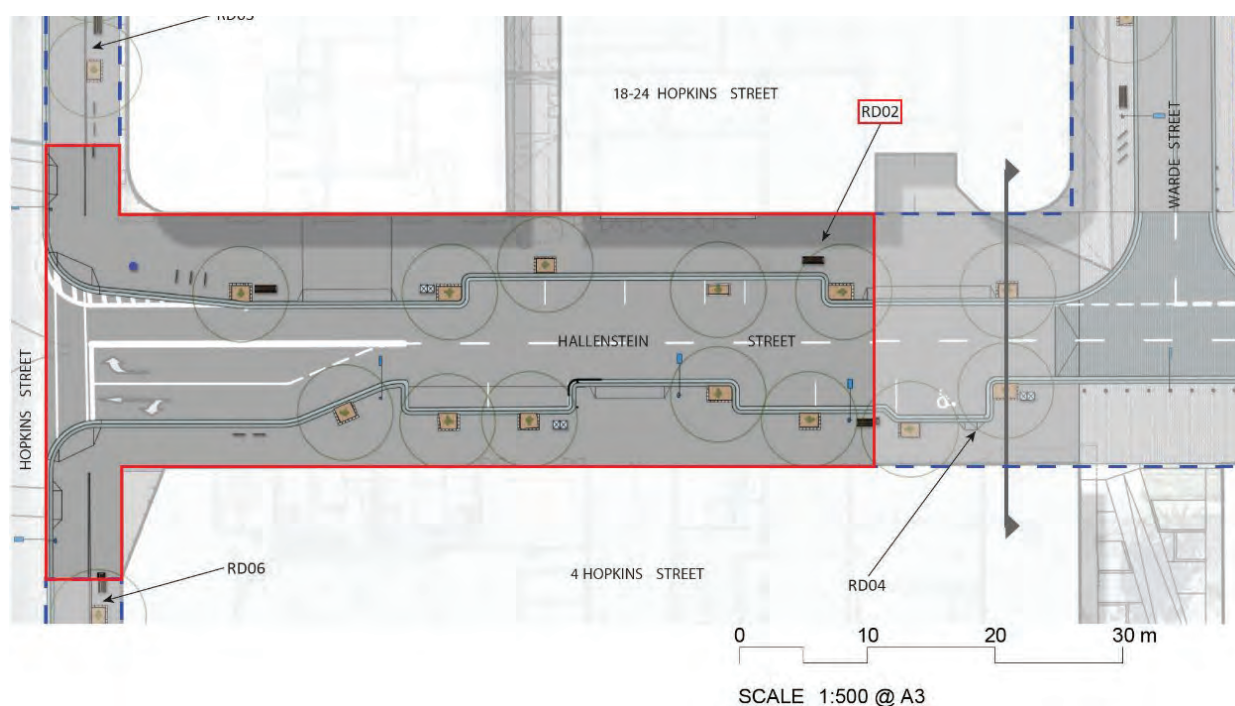 RD05
18-24 HOPKINS STREET
RD02
WARDE STREET
HALLENSTEIN STREET
HOPKINS STREET
RD06
4 HOPKINS STREET
RD04
0 10 20 30 m
SCALE 1:500 @ A3